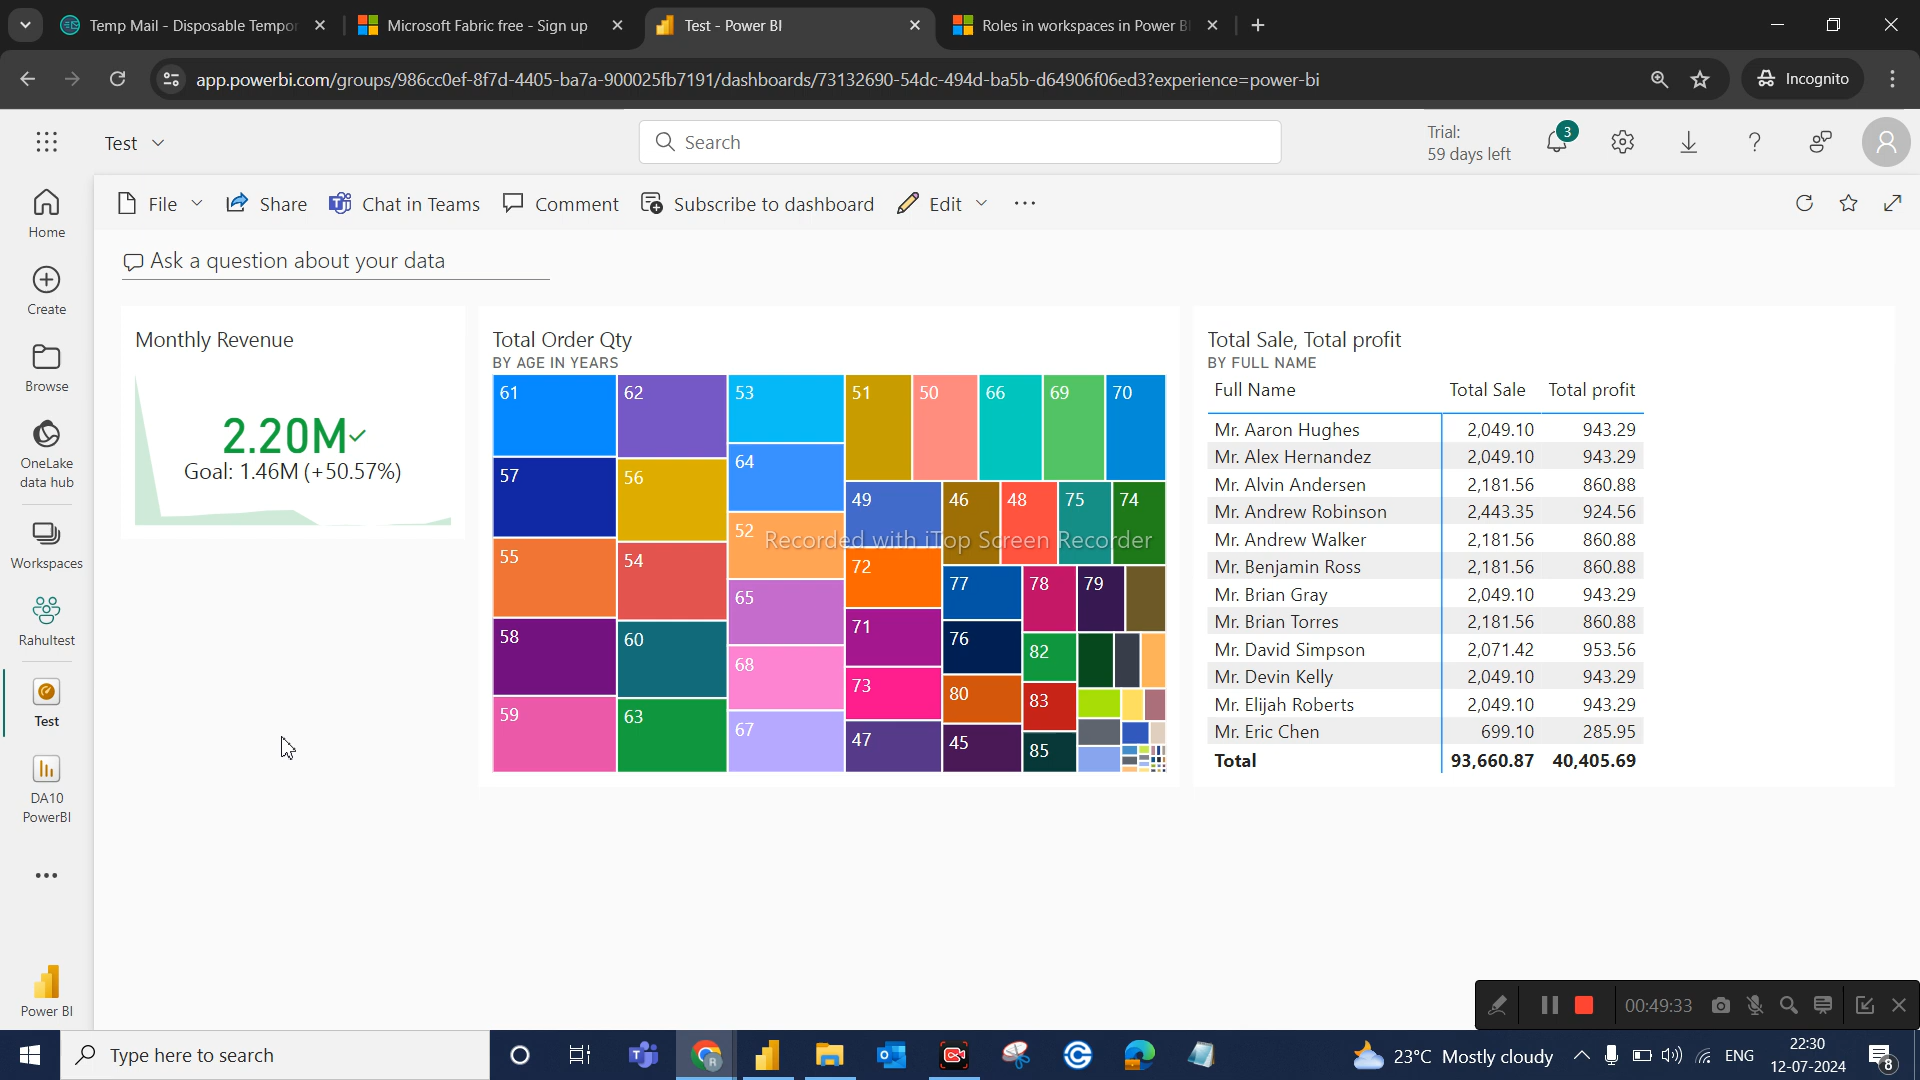 Temp Mail - Disposable Tempor
Microsoft Fabric free - Sign up
Test - Power BI
Roles in workspaces in Power B
app.powerbi.com/groups/986cc0ef-8f7d-4405-ba7a-900025fb7191/dashboards/73132690-54dc-494d-ba5b-d64906f06ed3?experience=power-bi
Incognito
Test
Search
Trial:
59 days left
3
File
Share
Chat in Teams
Comment
Subscribe to dashboard
Edit
Home
Create
Browse
OneLake
data hub
Workspaces
Rahultest
Test
DA10
PowerBI
Power BI
Ask a question about your data
Monthly Revenue
2.20M
Goal: 1.46M (+50.57%)
Total Order Qty
BY AGE IN YEARS
61 62 53 51 50 66 69 70
57 56 64 49 46 48 75 74
55 54 52 72 77 78 79
58 60 65 71 76 82
59 63 68 73 80 83
67 47 45 85
Recorded with iTop Screen Recorder
Total Sale, Total profit
BY FULL NAME
Full Name Total Sale Total profit
Mr. Aaron Hughes 2,049.10 943.29
Mr. Alex Hernandez 2,049.10 943.29
Mr. Alvin Andersen 2,181.56 860.88
Mr. Andrew Robinson 2,443.35 924.56
Mr. Andrew Walker 2,181.56 860.88
Mr. Benjamin Ross 2,181.56 860.88
Mr. Brian Gray 2,049.10 943.29
Mr. Brian Torres 2,181.56 860.88
Mr. David Simpson 2,071.42 953.56
Mr. Devin Kelly 2,049.10 943.29
Mr. Elijah Roberts 2,049.10 943.29
Mr. Eric Chen 699.10 285.95
Total 93,660.87 40,405.69
00:49:33
Type here to search
23°C Mostly cloudy
ENG
22:30
12-07-2024
8